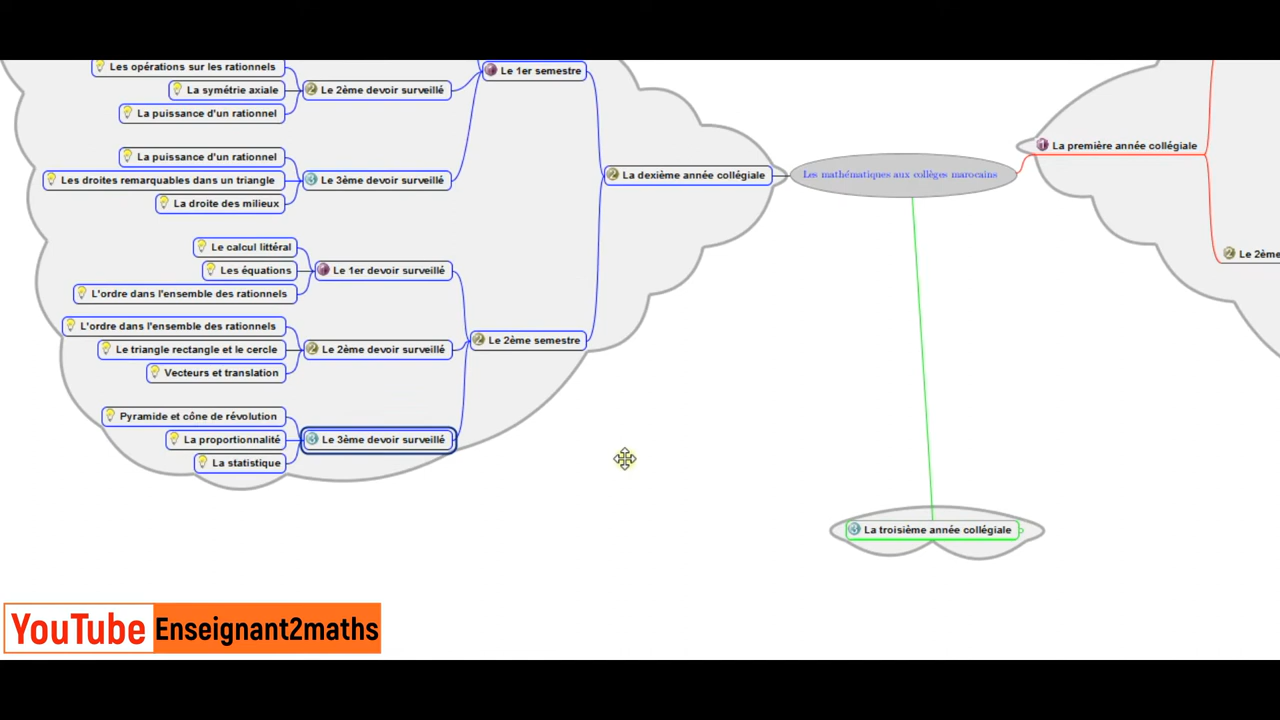 Les opérations sur les rationnels
Le 1er semestre
La symétrie axiale
Le 2ème devoir surveillé
La puissance d'un rationnel
La puissance d'un rationnel
Les droites remarquables dans un triangle
Le 3ème devoir surveillé
La droite des milieux
La dexième année collégiale
Les mathématiques aux collèges marocains
La première année collégiale
Le calcul littéral
Les équations
Le 1er devoir surveillé
L'ordre dans l'ensemble des rationnels
Le 2ème
L'ordre dans l'ensemble des rationnels
Le triangle rectangle et le cercle
Le 2ème devoir surveillé
Le 2ème semestre
Vecteurs et translation
Pyramide et cône de révolution
La proportionnalité
Le 3ème devoir surveillé
La statistique
La troisième année collégiale
YouTube Enseignant2maths